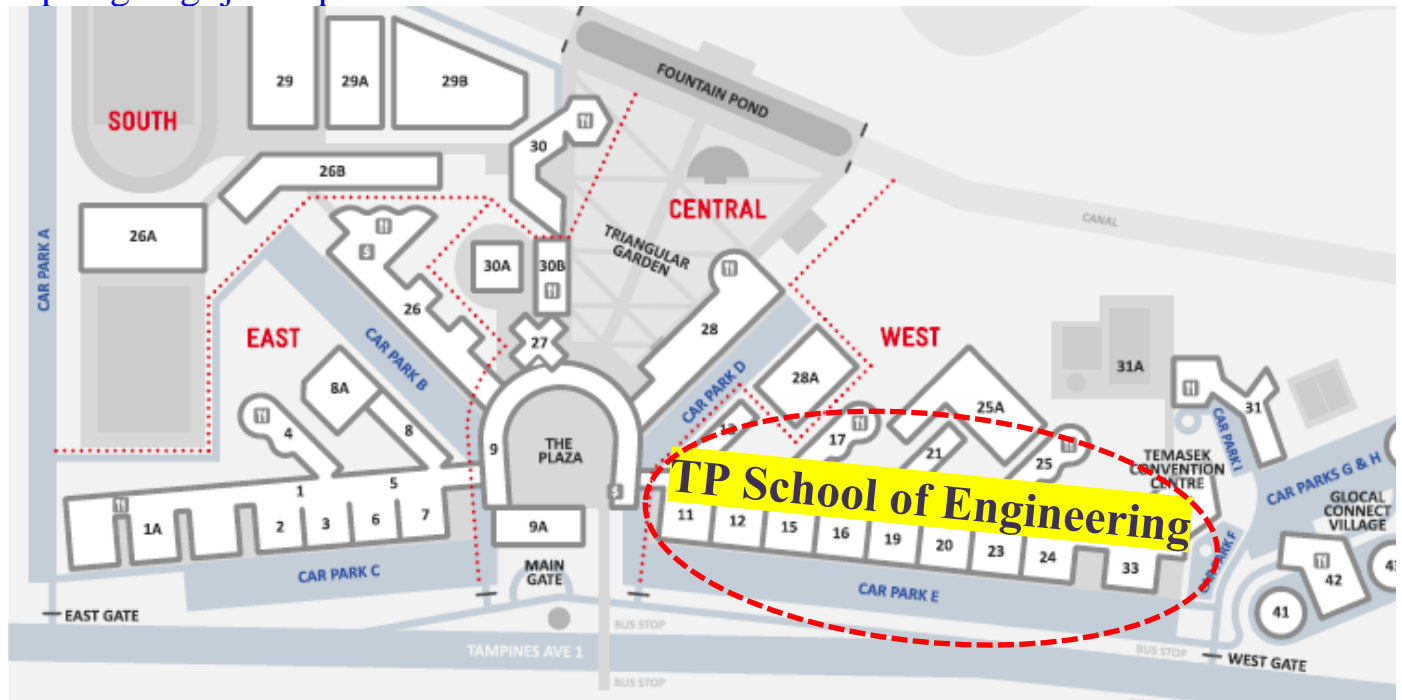 29
29A
29B
FOUNTAIN POND
SOUTH
30
26B
CENTRAL
CANAL
26A
TRIANGULAR
GARDEN
CAR PARK A
30A
30B
26
28
EAST
CAR PARK B
27
WEST
31A
8A
CAR PARK D
28A
31
4
8
25A
17
21
25
CAR PARK I
9
THE
PLAZA
TEMASEK
CONVENTION
CENTRE
CAR PARKS G & H
GLOCAL
CONNECT
VILLAGE
TP School of Engineering
1
5
1A
2
3
6
7
9A
11
12
15
16
19
20
23
24
33
CAR PARK F
42
41
CAR PARK C
MAIN
GATE
CAR PARK E
EAST GATE
BUS STOP
TAMPINES AVE 1
BUS STOP
WEST GATE
BUS STOP